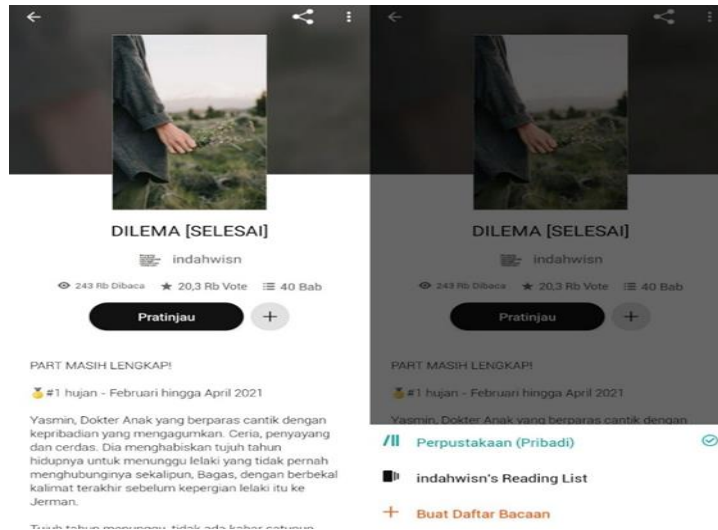 DILEMA [SELESAI]
indahwisn
243 Rb Dibaca ★ 20,3 Rb Vote 40 Bab
Pratinjau
PART MASIH LENGKAP!
🥇#1 hujan - Februari hingga April 2021
Yasmin, Dokter Anak yang berparas cantik dengan
kepribadian yang mengagumkan. Ceria, penyayang
dan cerdas. Dia menghabiskan tujuh tahun
hidupnya untuk menunggu lelaki yang tidak pernah
menghubunginya sekalipun, Bagas, dengan berbekal
kalimat terakhir sebelum kepergian lelaki itu ke
Jerman.
Tujuh tahun menunggu, tidak ada kabar satupun
DILEMA [SELESAI]
indahwisn
243 Rb Dibaca ★ 20,3 Rb Vote 40 Bab
Pratinjau
PART MASIH LENGKAP!
🥇#1 hujan - Februari hingga April 2021
Yasmin, Dokter Anak yang berparas cantik dengan
Perpustakaan (Pribadi)
indahwisn's Reading List
+ Buat Daftar Bacaan